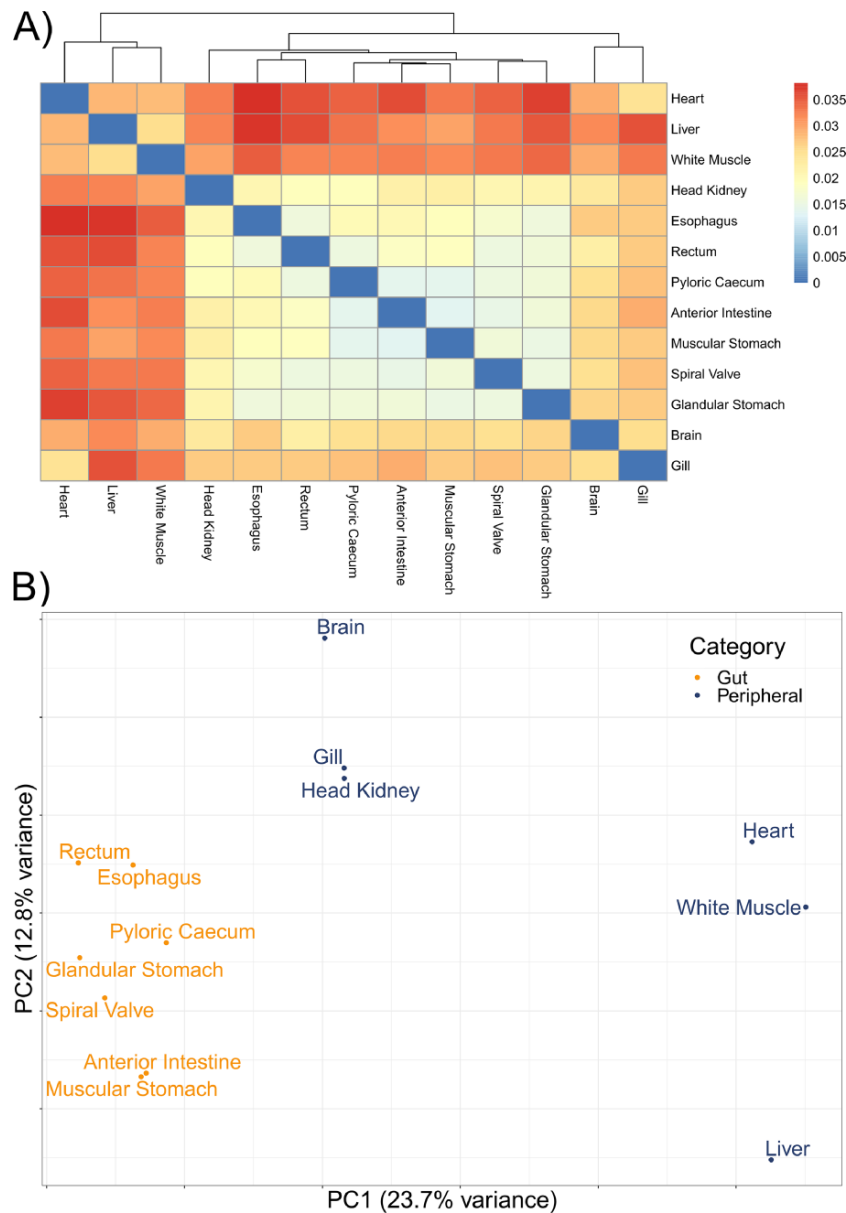 A)
Heart
Liver
White Muscle
Head Kidney
Esophagus
Rectum
Pyloric Caecum
Anterior Intestine
Muscular Stomach
Spiral Valve
Glandular Stomach
Brain
Gill
0.035
0.03
0.025
0.02
0.015
0.01
0.005
0
Heart
Liver
White Muscle
Head Kidney
Esophagus
Rectum
Pyloric Caecum
Anterior Intestine
Muscular Stomach
Spiral Valve
Glandular Stomach
Brain
Gill
B)
Brain
Category
Gut
Peripheral
Gill
Head Kidney
Heart
Rectum
Esophagus
White Muscle
Pyloric Caecum
Glandular Stomach
Spiral Valve
Anterior Intestine
Muscular Stomach
Liver
PC2 (12.8% variance)
PC1 (23.7% variance)